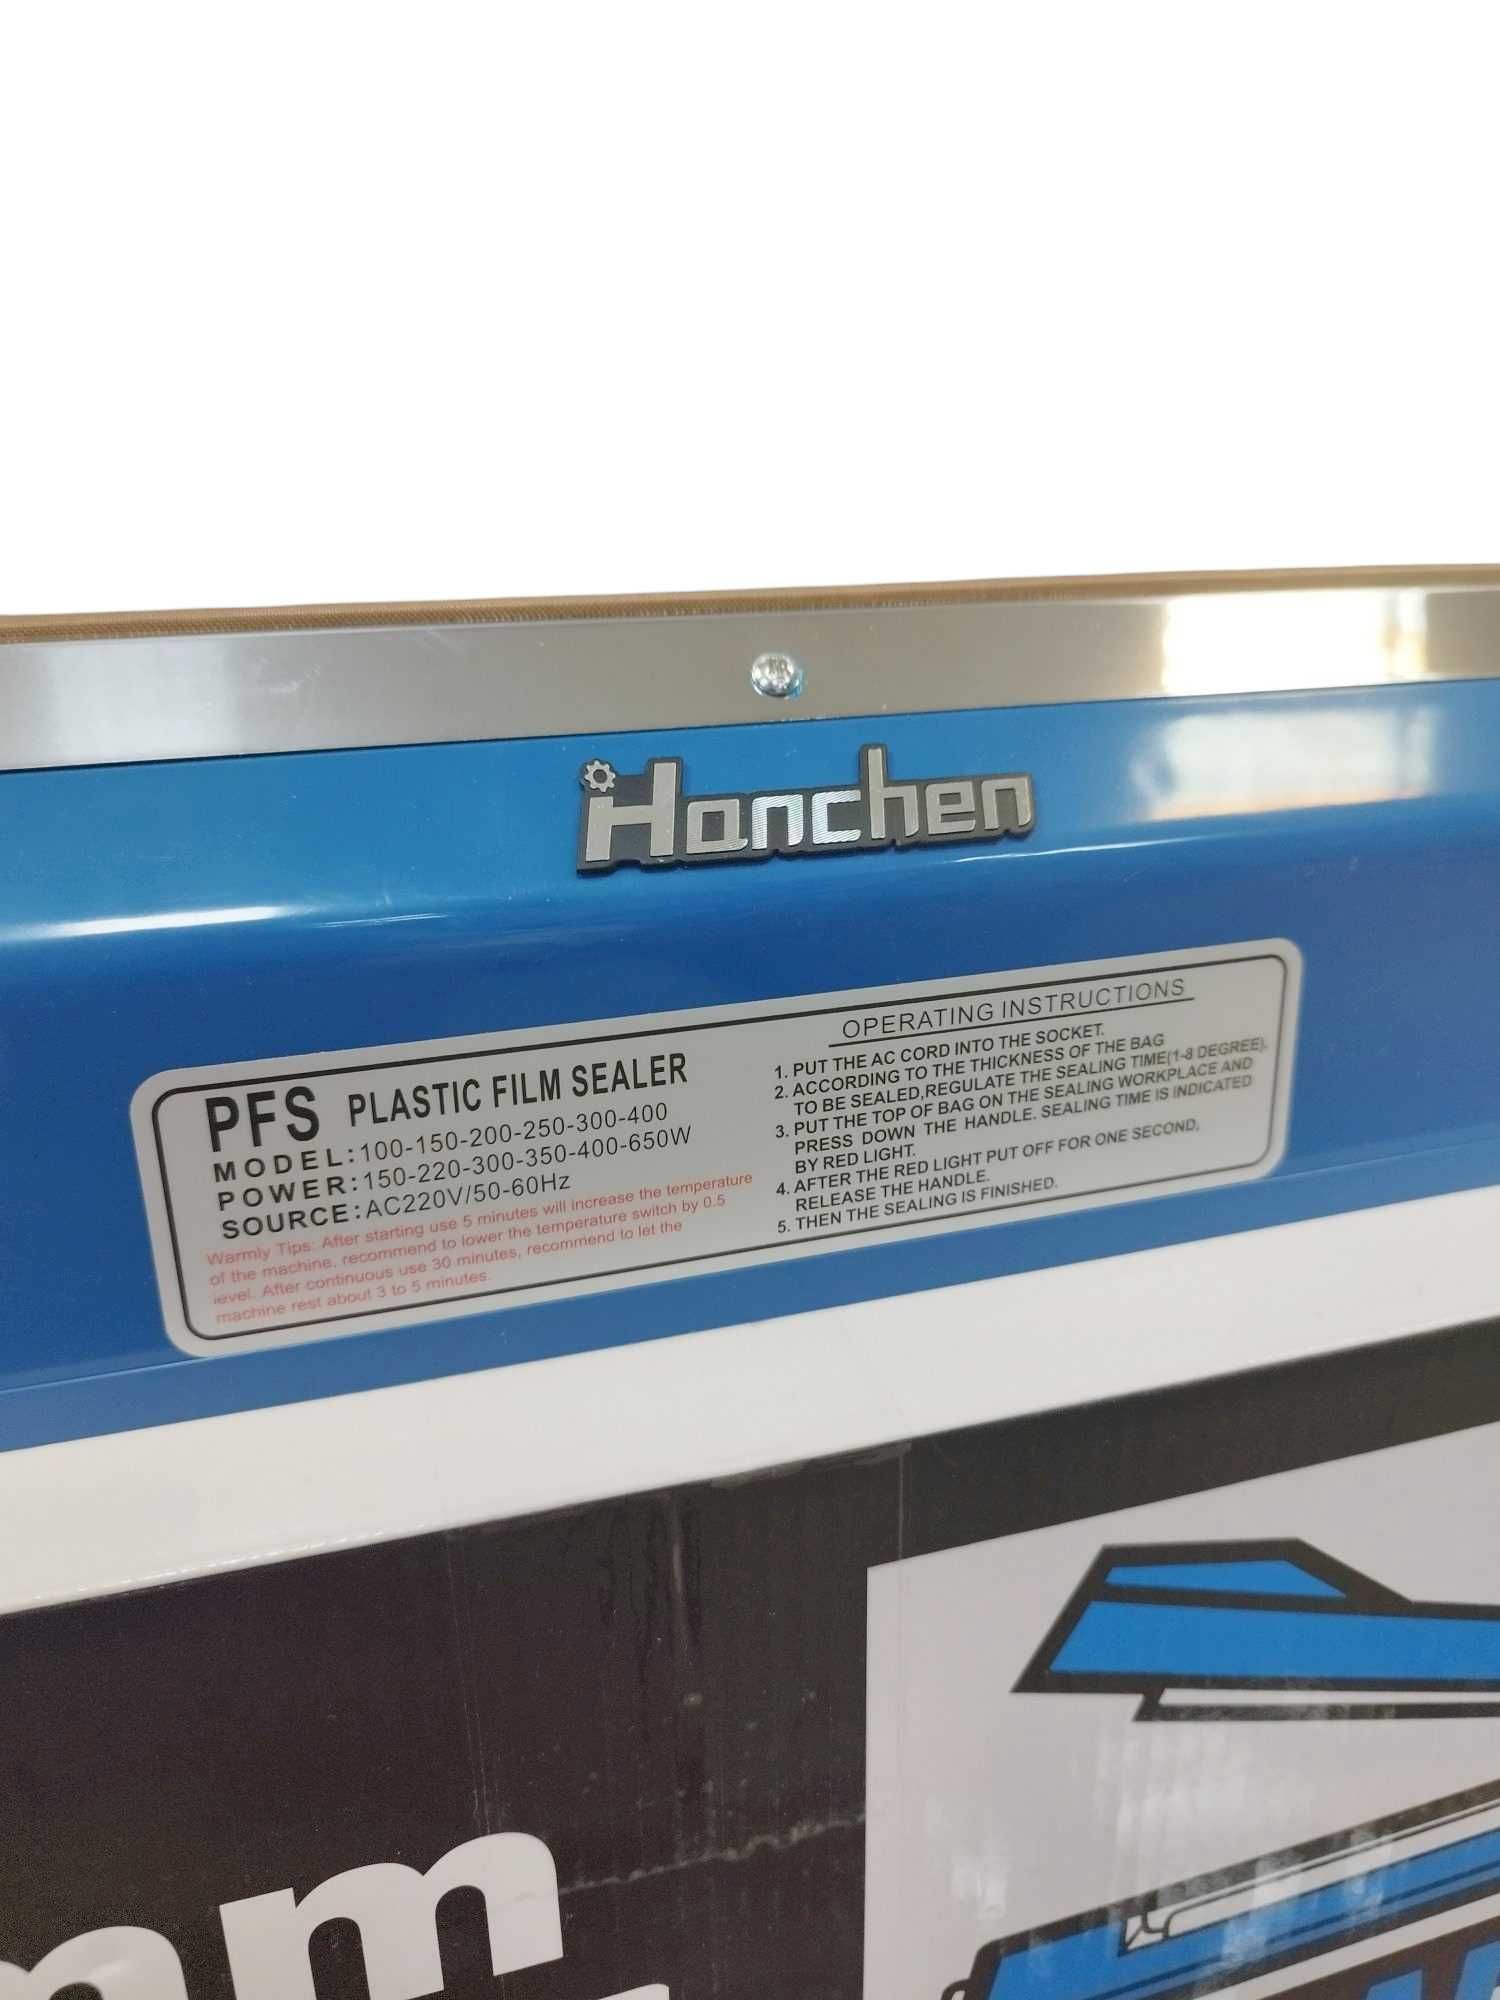 Hanchen
PFS PLASTIC FILM SEALER
MODEL:100-150-200-250-300-400
POWER:150-220-300-350-400-650W
SOURCE:AC220V/50-60Hz
Warmly Tips: After starting use 5 minutes will increase the temperature
of the machine, recommend to lower the temperature switch by 0.5
level. After continuous use 30 minutes, recommend to let the
machine rest about 3 to 5 minutes.
OPERATING INSTRUCTIONS
1. PUT THE AC CORD INTO THE SOCKET.
2. ACCORDING TO THE THICKNESS OF THE BAG
TO BE SEALED,REGULATE THE SEALING TIME(1-8 DEGREE).
3. PUT THE TOP OF BAG ON THE SEALING WORKPLACE AND
PRESS DOWN THE HANDLE. SEALING TIME IS INDICATED
BY RED LIGHT.
4. AFTER THE RED LIGHT PUT OFF FOR ONE SECOND,
RELEASE THE HANDLE.
5. THEN THE SEALING IS FINISHED.
mm